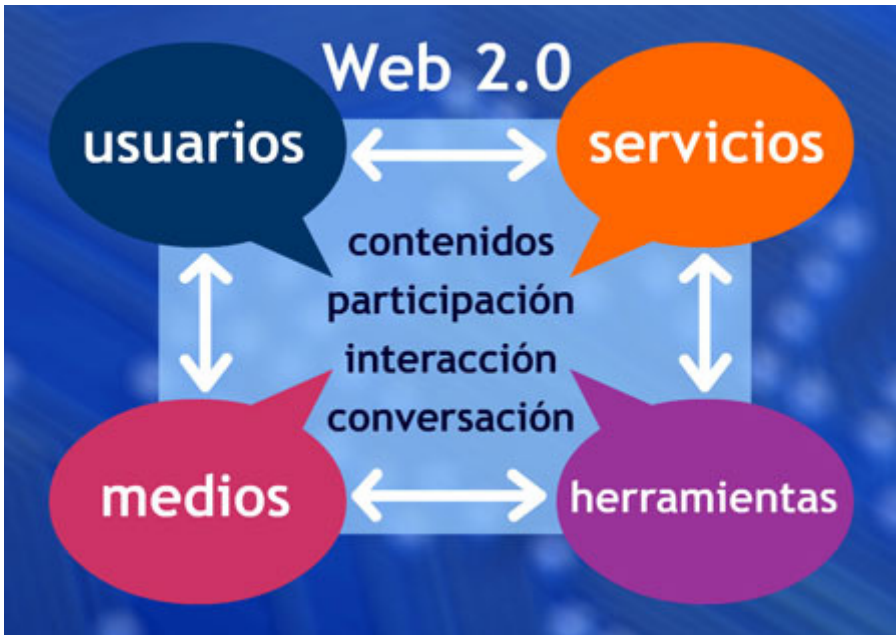 Web 2.0
usuarios
servicios
contenidos
participación
interacción
conversación
medios
herramientas